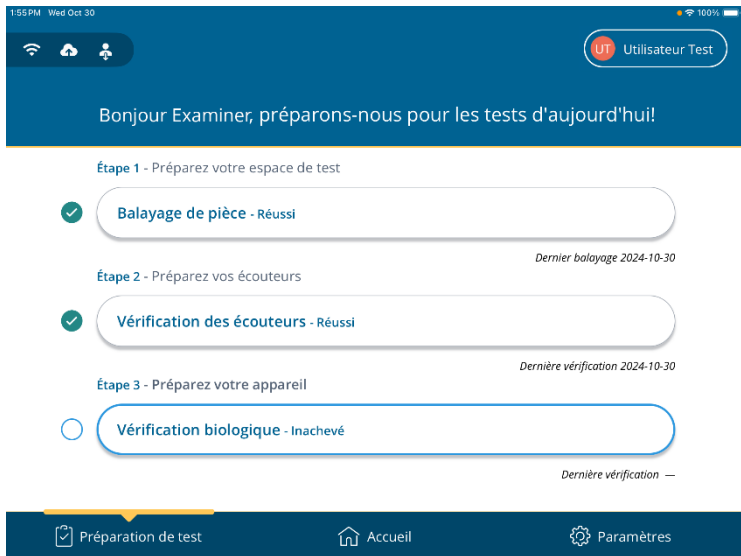 1:55 PM Wed Oct 30
100%
UT Utilisateur Test
Bonjour Examiner, préparons-nous pour les tests d'aujourd'hui!
Étape 1 - Préparez votre espace de test
Balayage de pièce - Réussi
Dernier balayage 2024-10-30
Étape 2 - Préparez vos écouteurs
Vérification des écouteurs - Réussi
Dernière vérification 2024-10-30
Étape 3 - Préparez votre appareil
Vérification biologique - Inachevé
Dernière vérification —
Préparation de test
Accueil
Paramètres